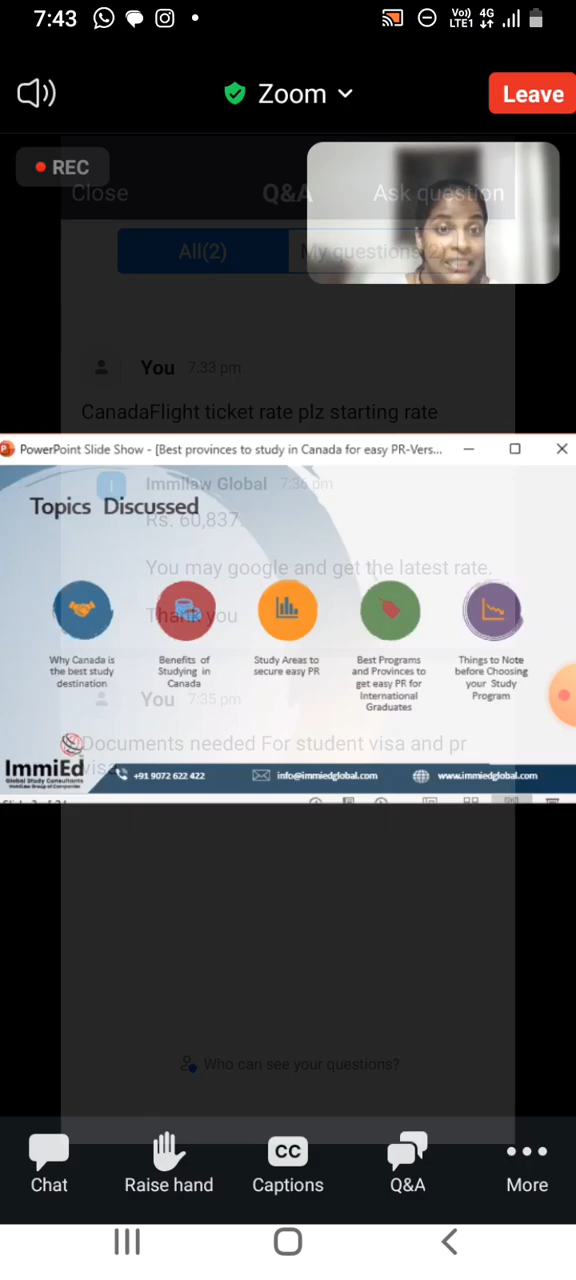 7:43
Vo)) 4G
LTE1
Zoom
Leave
REC
Close Q&A Ask question
All(2) My questions(2)
You 7:33 pm
CanadaFlight ticket rate plz starting rate
PowerPoint Slide Show - [Best provinces to study in Canada for easy PR-Vers...
Immilaw Global 7:36 pm
Topics Discussed
Rs. 60,837.
You may google and get the latest rate.
Thank you
Why Canada is
the best study
destination
Benefits of
Studying in
Canada
Study Areas to
secure easy PR
Best Programs
and Provinces to
get easy PR for
International
Graduates
Things to Note
before Choosing
your Study
Program
You 7:35 pm
Documents needed For student visa and pr
visa
ImmiEd
Global Study Consultants
+91 9072 622 422
info@immiedglobal.com
www.immiedglobal.com
Who can see your questions?
CC
Chat
Raise hand
Captions
Q&A
More